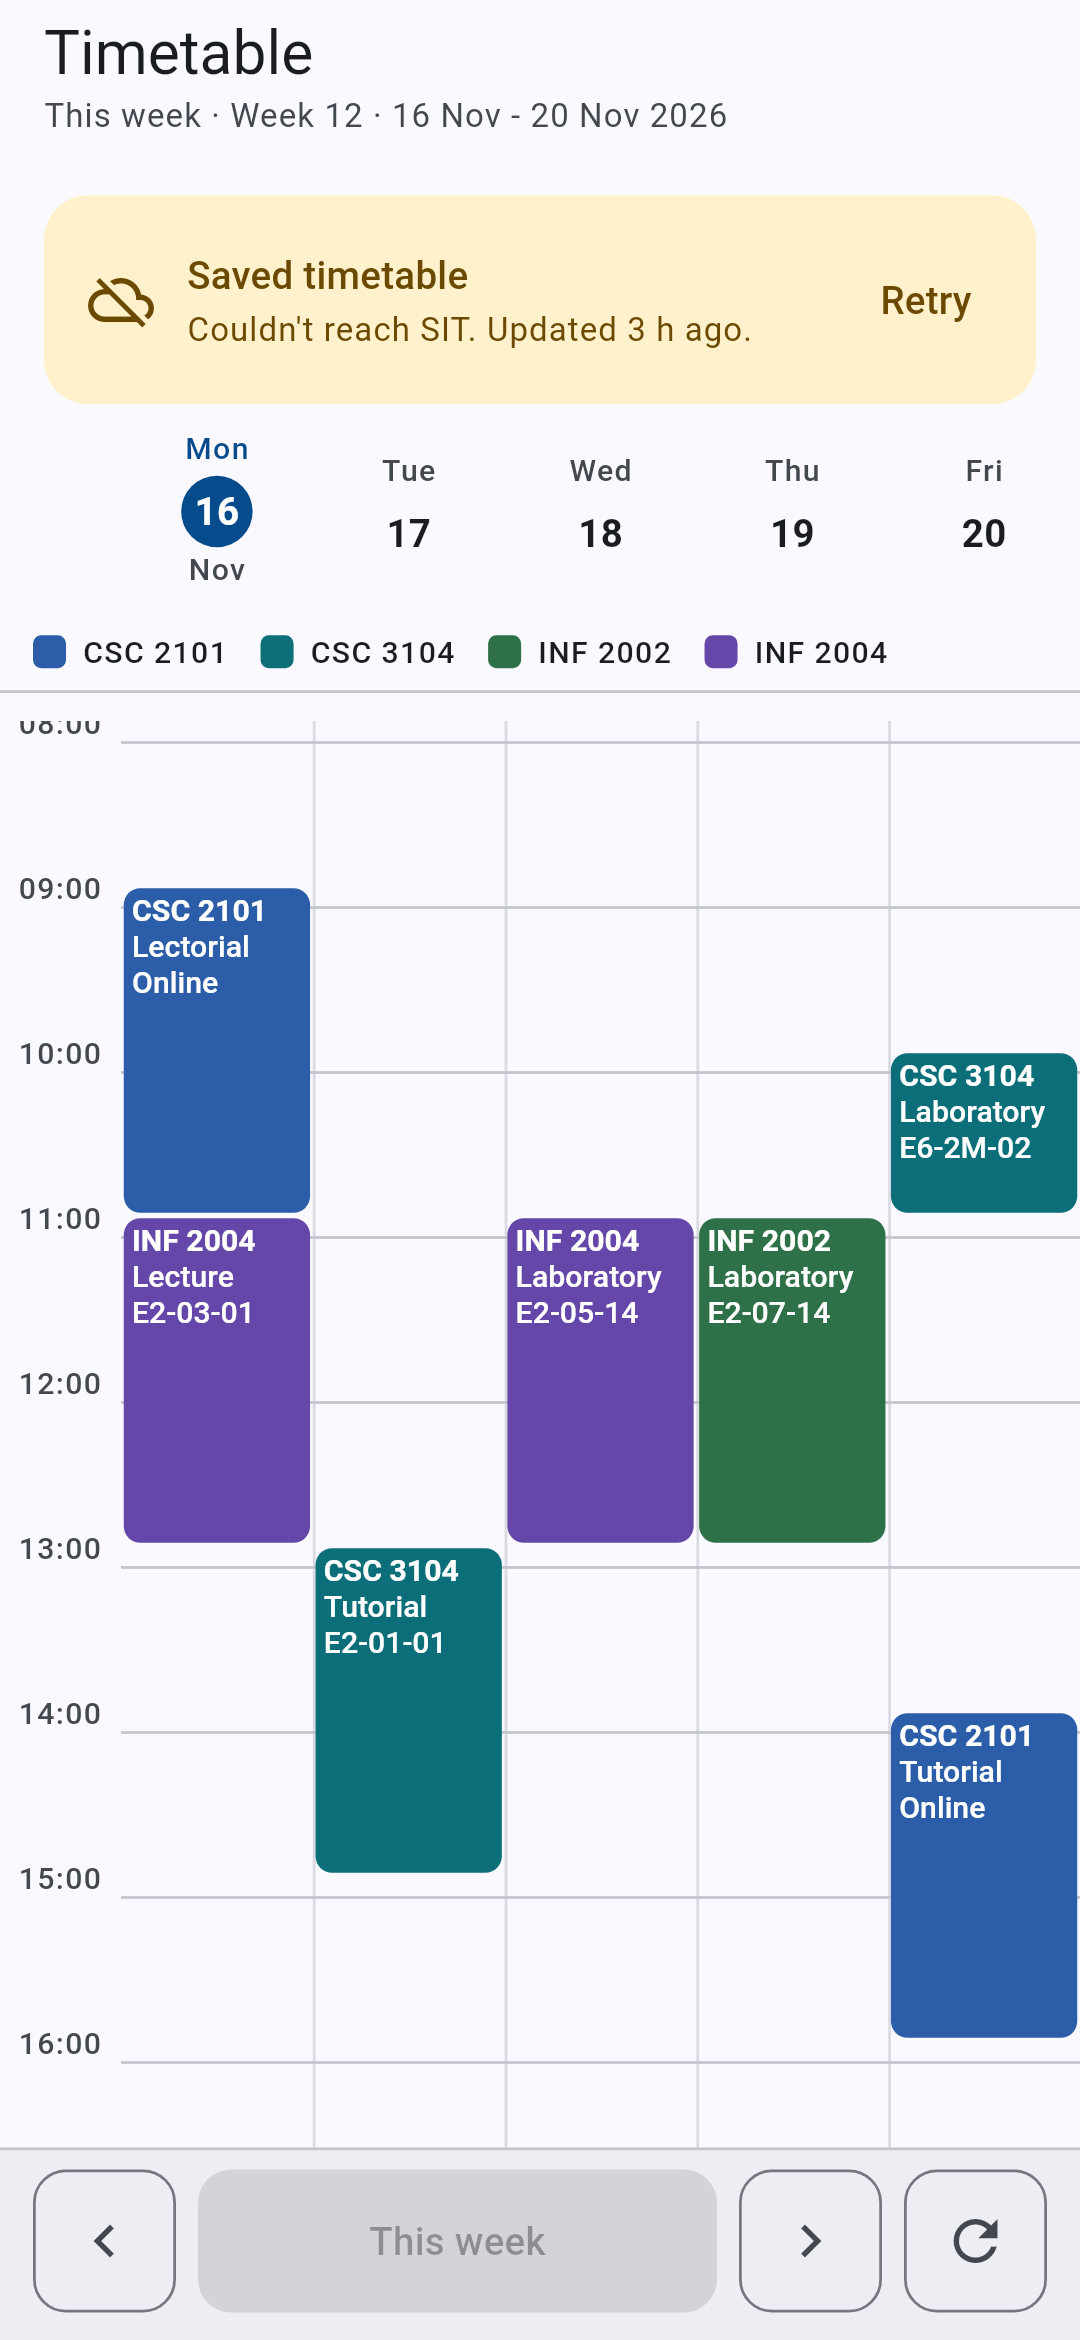 Timetable
This week · Week 12 · 16 Nov - 20 Nov 2026
Saved timetable
Couldn't reach SIT. Updated 3 h ago.
Retry
Mon
16
Nov
Tue
17
Wed
18
Thu
19
Fri
20
CSC 2101
CSC 3104
INF 2002
INF 2004
08:00
09:00
CSC 2101
Lectorial
Online
10:00
CSC 3104
Laboratory
E6-2M-02
11:00
INF 2004
Lecture
E2-03-01
INF 2004
Laboratory
E2-05-14
INF 2002
Laboratory
E2-07-14
12:00
13:00
CSC 3104
Tutorial
E2-01-01
14:00
CSC 2101
Tutorial
Online
15:00
16:00
This week